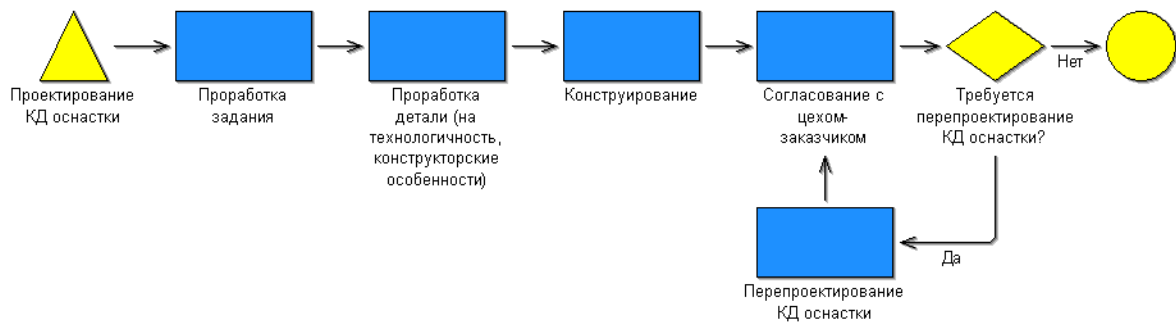 Проектирование
КД оснастки
Проработка
задания
Проработка
детали (на
технологичность,
конструкторские
особенности)
Конструирование
Согласование с
цехом-
заказчиком
Требуется
перепроектирование
КД оснастки?
Нет
Да
Перепроектирование
КД оснастки